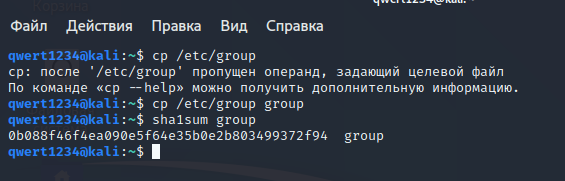 qwert1234@kali: ~
Файл Действия Правка Вид Справка
qwert1234@kali:~$ cp /etc/group
cp: после '/etc/group' пропущен операнд, задающий целевой файл
По команде «cp --help» можно получить дополнительную информацию.
qwert1234@kali:~$ cp /etc/group group
qwert1234@kali:~$ sha1sum group
0b088f46f4ea090e5f64e35b0e2b803499372f94  group
qwert1234@kali:~$